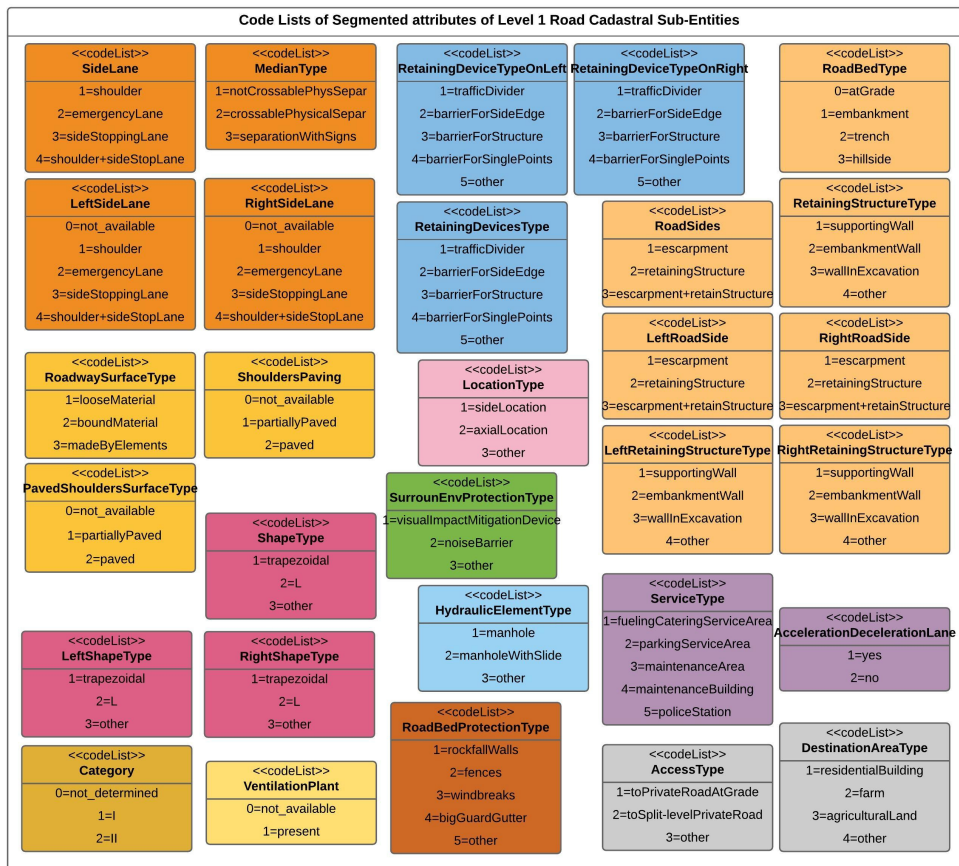 Code Lists of Segmented attributes of Level 1 Road Cadastral Sub-Entities
<<codeList>>
SideLane
1=shoulder
2=emergencyLane
3=sideStoppingLane
4=shoulder+sideStopLane
<<codeList>>
MedianType
1=notCrossablePhysSepar
2=crossablePhysicalSepar
3=separationWithSigns
<<codeList>>
RetainingDeviceTypeOnLeft
1=trafficDivider
2=barrierForSideEdge
3=barrierForStructure
4=barrierForSinglePoints
5=other
<<codeList>>
RetainingDeviceTypeOnRight
1=trafficDivider
2=barrierForSideEdge
3=barrierForStructure
4=barrierForSinglePoints
5=other
<<codeList>>
RoadBedType
0=atGrade
1=embankment
2=trench
3=hillside
<<codeList>>
LeftSideLane
0=not_available
1=shoulder
2=emergencyLane
3=sideStoppingLane
4=shoulder+sideStopLane
<<codeList>>
RightSideLane
0=not_available
1=shoulder
2=emergencyLane
3=sideStoppingLane
4=shoulder+sideStopLane
<<codeList>>
RetainingDevicesType
1=trafficDivider
2=barrierForSideEdge
3=barrierForStructure
4=barrierForSinglePoints
5=other
<<codeList>>
RoadSides
1=escarpment
2=retainingStructure
3=escarpment+retainStructure
<<codeList>>
RetainingStructureType
1=supportingWall
2=embankmentWall
3=wallInExcavation
4=other
<<codeList>>
LeftRoadSide
1=escarpment
2=retainingStructure
3=escarpment+retainStructure
<<codeList>>
RightRoadSide
1=escarpment
2=retainingStructure
3=escarpment+retainStructure
<<codeList>>
RoadwaySurfaceType
1=looseMaterial
2=boundMaterial
3=madeByElements
<<codeList>>
ShouldersPaving
0=not_available
1=partiallyPaved
2=paved
<<codeList>>
LocationType
1=sideLocation
2=axialLocation
3=other
<<codeList>>
LeftRetainingStructureType
1=supportingWall
2=embankmentWall
3=wallInExcavation
4=other
<<codeList>>
RightRetainingStructureType
1=supportingWall
2=embankmentWall
3=wallInExcavation
4=other
<<codeList>>
PavedShouldersSurfaceType
0=not_available
1=partiallyPaved
2=paved
<<codeList>>
ShapeType
1=trapezoidal
2=L
3=other
<<codeList>>
SurrounEnvProtectionType
1=visualImpactMitigationDevice
2=noiseBarrier
3=other
<<codeList>>
HydraulicElementType
1=manhole
2=manholeWithSlide
3=other
<<codeList>>
ServiceType
1=fuelingCateringServiceArea
2=parkingServiceArea
3=maintenanceArea
4=maintenanceBuilding
5=policeStation
<<codeList>>
AccelerationDecelerationLane
1=yes
2=no
<<codeList>>
LeftShapeType
1=trapezoidal
2=L
3=other
<<codeList>>
RightShapeType
1=trapezoidal
2=L
3=other
<<codeList>>
RoadBedProtectionType
1=rockfallWalls
2=fences
3=windbreaks
4=bigGuardGutter
5=other
<<codeList>>
Category
0=not_determined
1=I
2=II
<<codeList>>
VentilationPlant
0=not_available
1=present
<<codeList>>
AccessType
1=toPrivateRoadAtGrade
2=toSplit-levelPrivateRoad
3=other
<<codeList>>
DestinationAreaType
1=residentialBuilding
2=farm
3=agriculturalLand
4=other